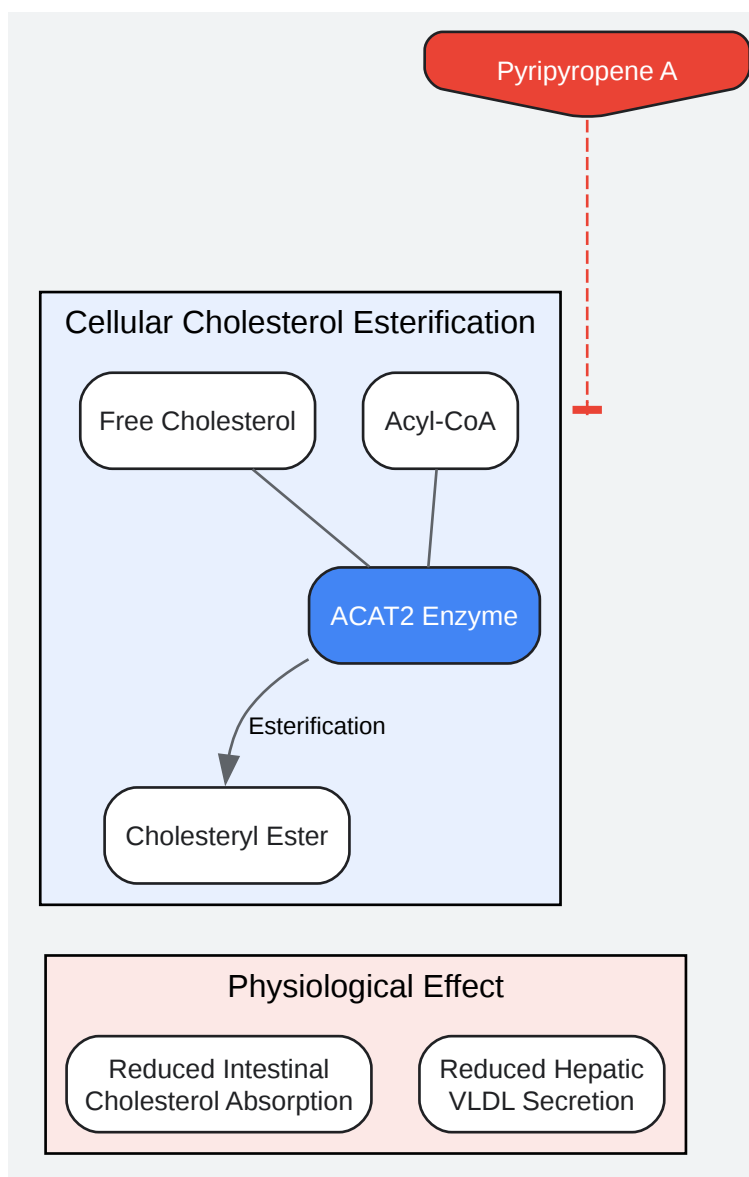 Pyripyropene A
Cellular Cholesterol Esterification
Free Cholesterol
Acyl-CoA
ACAT2 Enzyme
Esterification
Cholesteryl Ester
Physiological Effect
Reduced Intestinal
Cholesterol Absorption
Reduced Hepatic
VLDL Secretion